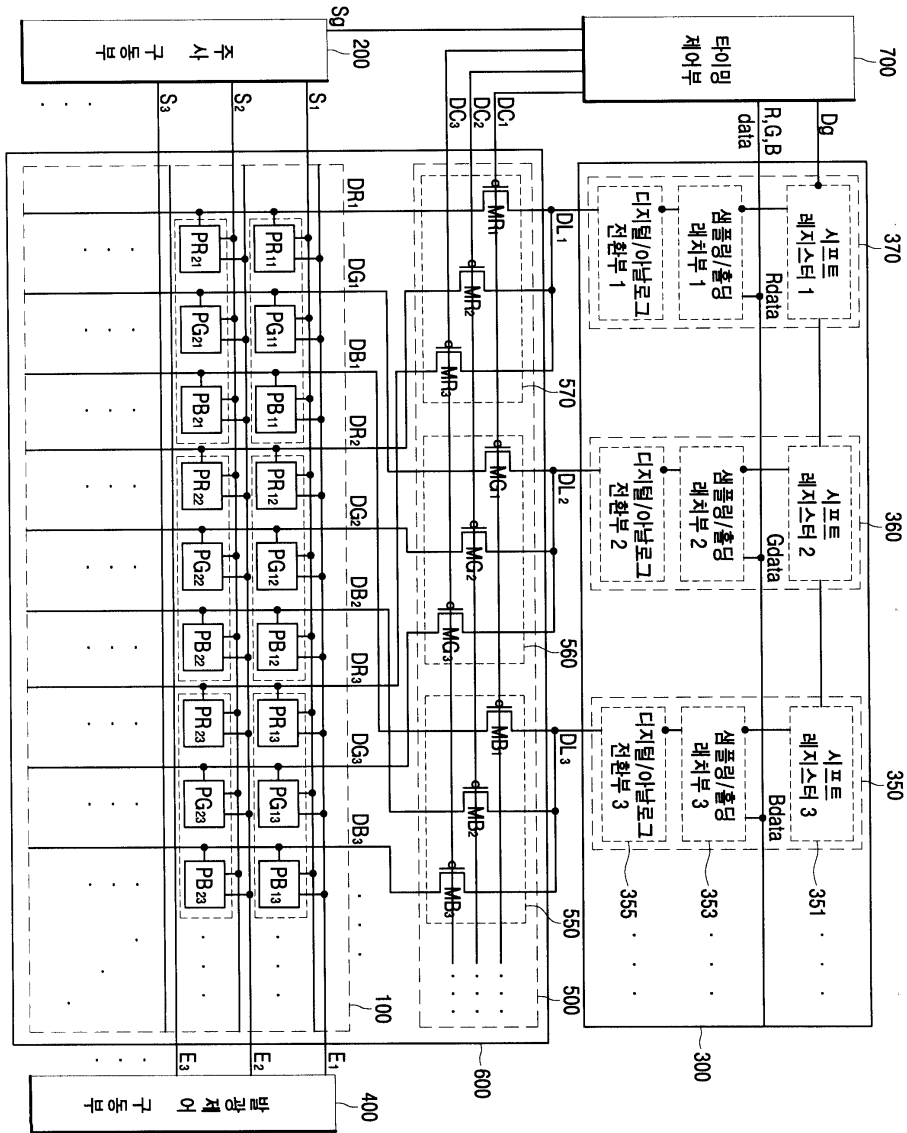 700
타이밍
제어부
Dg
R,G,B
data
370
시프트
레지스터 1
360
시프트
레지스터 2
350
시프트
레지스터 3
351
· · ·
Rdata
샘플링/홀딩
래치부 1
Gdata
샘플링/홀딩
래치부 2
Bdata
샘플링/홀딩
래치부 3
353
· · ·
디지털/아날로그
전환부 1
디지털/아날로그
전환부 2
디지털/아날로그
전환부 3
355
· · ·
300
DL1
DL2
DL3
570
560
550
500
600
DC1
DC2
DC3
MR1
MR2
MR3
MG1
MG2
MG3
MB1
MB2
MB3
· · ·
· · ·
· · ·
Sg
200
주 사
구동부
S1
S2
S3
· · ·
DR1
DG1
DB1
DR2
DG2
DB2
DR3
DG3
DB3
· · ·
100
PR11
PG11
PB11
PR12
PG12
PB12
PR13
PG13
PB13
· · ·
PR21
PG21
PB21
PR22
PG22
PB22
PR23
PG23
PB23
· · ·
E1
E2
E3
· · ·
400
발광제어
구동부